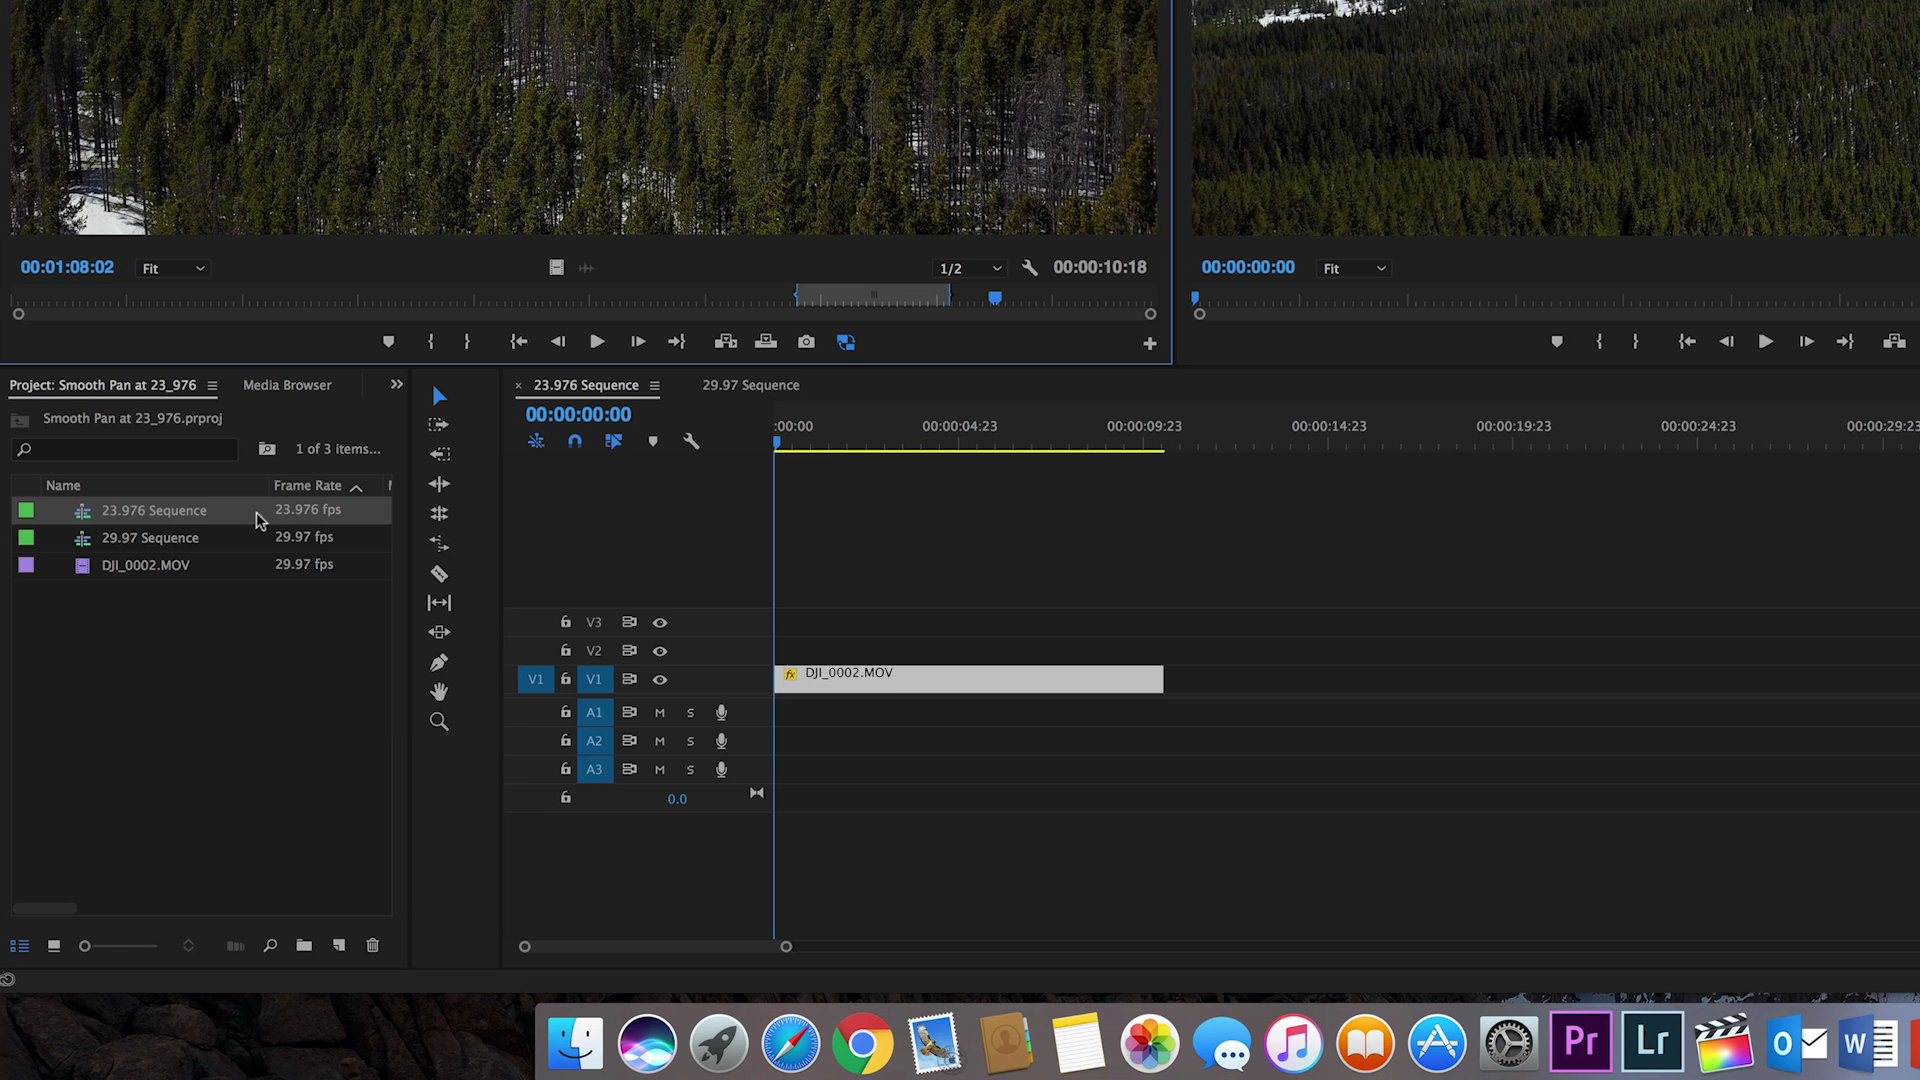 00:01:08:02 Fit 1/2 00:00:10:18 00:00:00:00 Fit
Project: Smooth Pan at 23_976 Media Browser
23.976 Sequence 29.97 Sequence
Smooth Pan at 23_976.prproj
1 of 3 items...
00:00:00:00
:00:00 00:00:04:23 00:00:09:23 00:00:14:23 00:00:19:23 00:00:24:23 00:00:29:23
Name Frame Rate
23.976 Sequence 23.976 fps
29.97 Sequence 29.97 fps
DJI_0002.MOV 29.97 fps
V3
V2
V1 V1 fx DJI_0002.MOV
A1 M S
A2 M S
A3 M S
0.0
Pr Lr O W